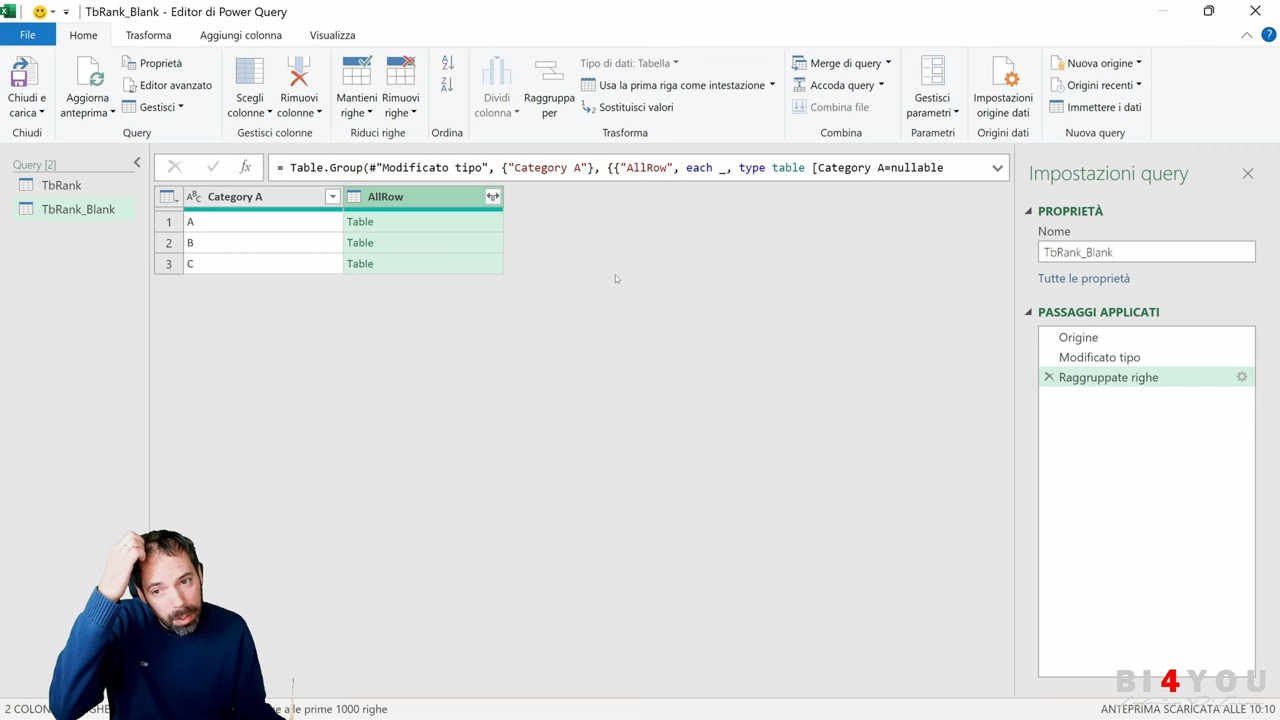 TbRank_Blank - Editor di Power Query
File
Home
Trasforma
Aggiungi colonna
Visualizza
Chiudi e carica
Chiudi
Aggiorna anteprima
Proprietà
Editor avanzato
Gestisci
Query
Scegli colonne
Rimuovi colonne
Gestisci colonne
Mantieni righe
Rimuovi righe
Riduci righe
Ordina
Dividi colonna
Raggruppa per
Tipo di dati: Tabella
Usa la prima riga come intestazione
Sostituisci valori
Trasforma
Merge di query
Accoda query
Combina file
Combina
Gestisci parametri
Parametri
Impostazioni origine dati
Origini dati
Nuova origine
Origini recenti
Immettere i dati
Nuova query
Query [2]
TbRank
TbRank_Blank
= Table.Group(#"Modificato tipo", {"Category A"}, {{"AllRow", each _, type table [Category A=nullable
Category A
AllRow
1 A Table
2 B Table
3 C Table
Impostazioni query
PROPRIETÀ
Nome
TbRank_Blank
Tutte le proprietà
PASSAGGI APPLICATI
Origine
Modificato tipo
Raggruppate righe
BI4YOU
2 COLON
alle prime 1000 righe
ANTEPRIMA SCARICATA ALLE 10:10